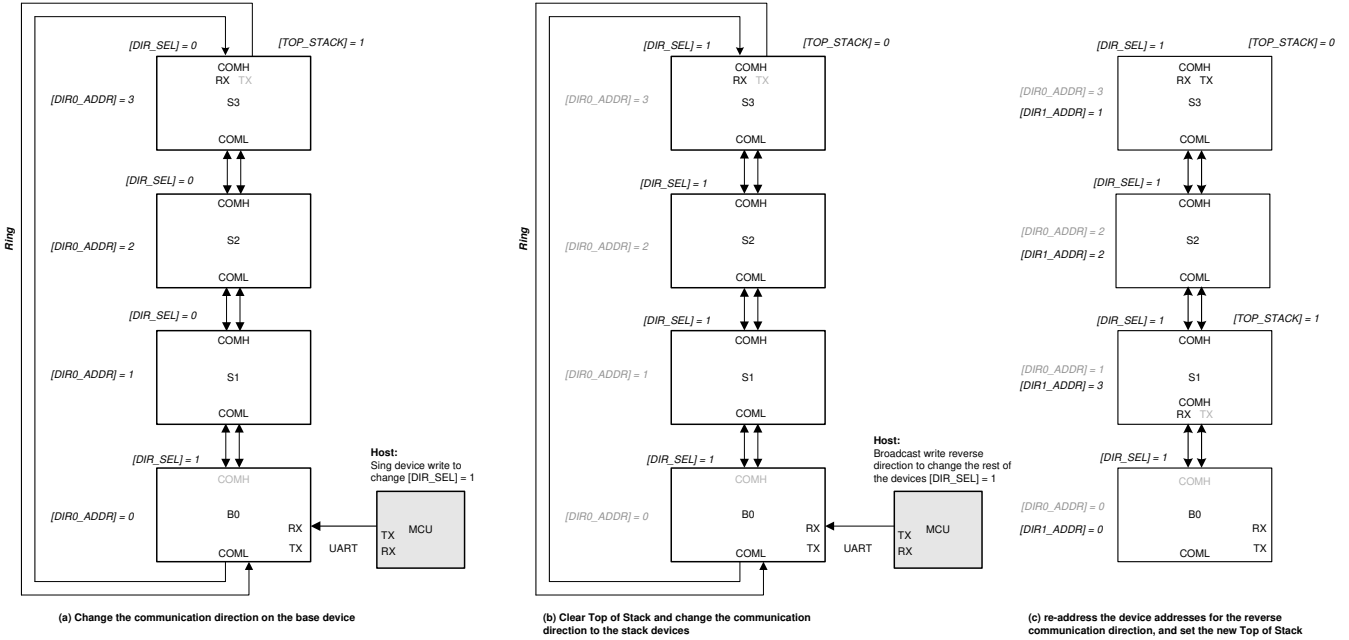 [DIR_SEL] = 0
[TOP_STACK] = 1
COMH
RX TX
[DIR0_ADDR] = 3
S3
COML
[DIR_SEL] = 0
COMH
Ring
[DIR0_ADDR] = 2
S2
COML
[DIR_SEL] = 0
COMH
[DIR0_ADDR] = 1
S1
COML
[DIR_SEL] = 1
COMH
[DIR0_ADDR] = 0
B0
RX
TX
COML
Host:
Sing device write to
change [DIR_SEL] = 1
TX
RX
MCU
UART
(a) Change the communication direction on the base device
[DIR_SEL] = 1
[TOP_STACK] = 0
COMH
RX TX
[DIR0_ADDR] = 3
S3
COML
[DIR_SEL] = 1
COMH
Ring
[DIR0_ADDR] = 2
S2
COML
[DIR_SEL] = 1
COMH
[DIR0_ADDR] = 1
S1
COML
[DIR_SEL] = 1
COMH
[DIR0_ADDR] = 0
B0
RX
TX
COML
Host:
Broadcast write reverse
direction to change the rest of
the devices [DIR_SEL] = 1
TX
RX
MCU
UART
(b) Clear Top of Stack and change the communication
direction to the stack devices
[DIR_SEL] = 1
[TOP_STACK] = 0
COMH
RX TX
[DIR0_ADDR] = 3
[DIR1_ADDR] = 1
S3
COML
[DIR_SEL] = 1
COMH
[DIR0_ADDR] = 2
[DIR1_ADDR] = 2
S2
COML
[DIR_SEL] = 1
[TOP_STACK] = 1
COMH
[DIR0_ADDR] = 1
[DIR1_ADDR] = 3
S1
COMH
RX TX
[DIR_SEL] = 1
COMH
[DIR0_ADDR] = 0
[DIR1_ADDR] = 0
B0
RX
TX
COML
(c) re-address the device addresses for the reverse
communication direction, and set the new Top of Stack